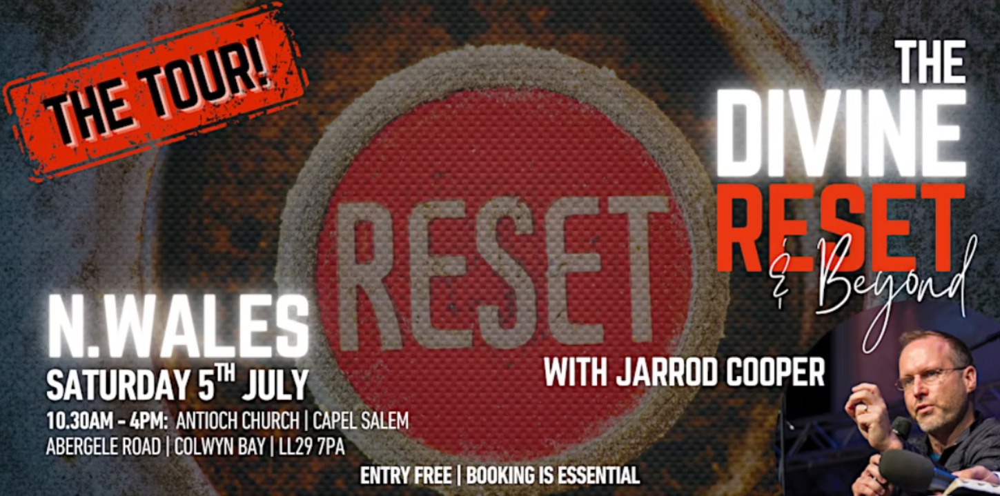 THE TOUR!
THE
DIVINE
RESET
& Beyond
RESET
N.WALES
SATURDAY 5TH JULY
10.30AM - 4PM: ANTIOCH CHURCH | CAPEL SALEM
ABERGELE ROAD | COLWYN BAY | LL29 7PA
WITH JARROD COOPER
ENTRY FREE | BOOKING IS ESSENTIAL